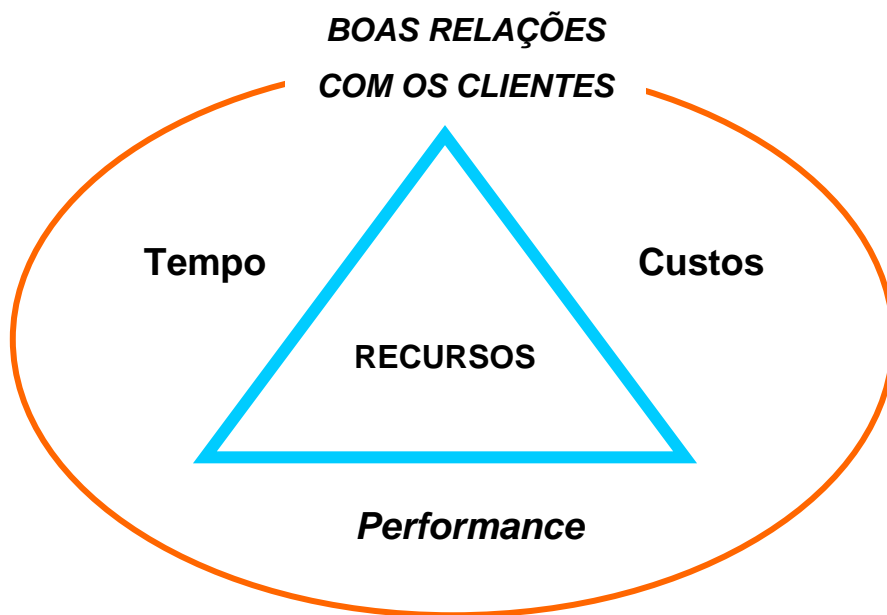 BOAS RELAÇÕES
COM OS CLIENTES
Tempo
Custos
RECURSOS
Performance